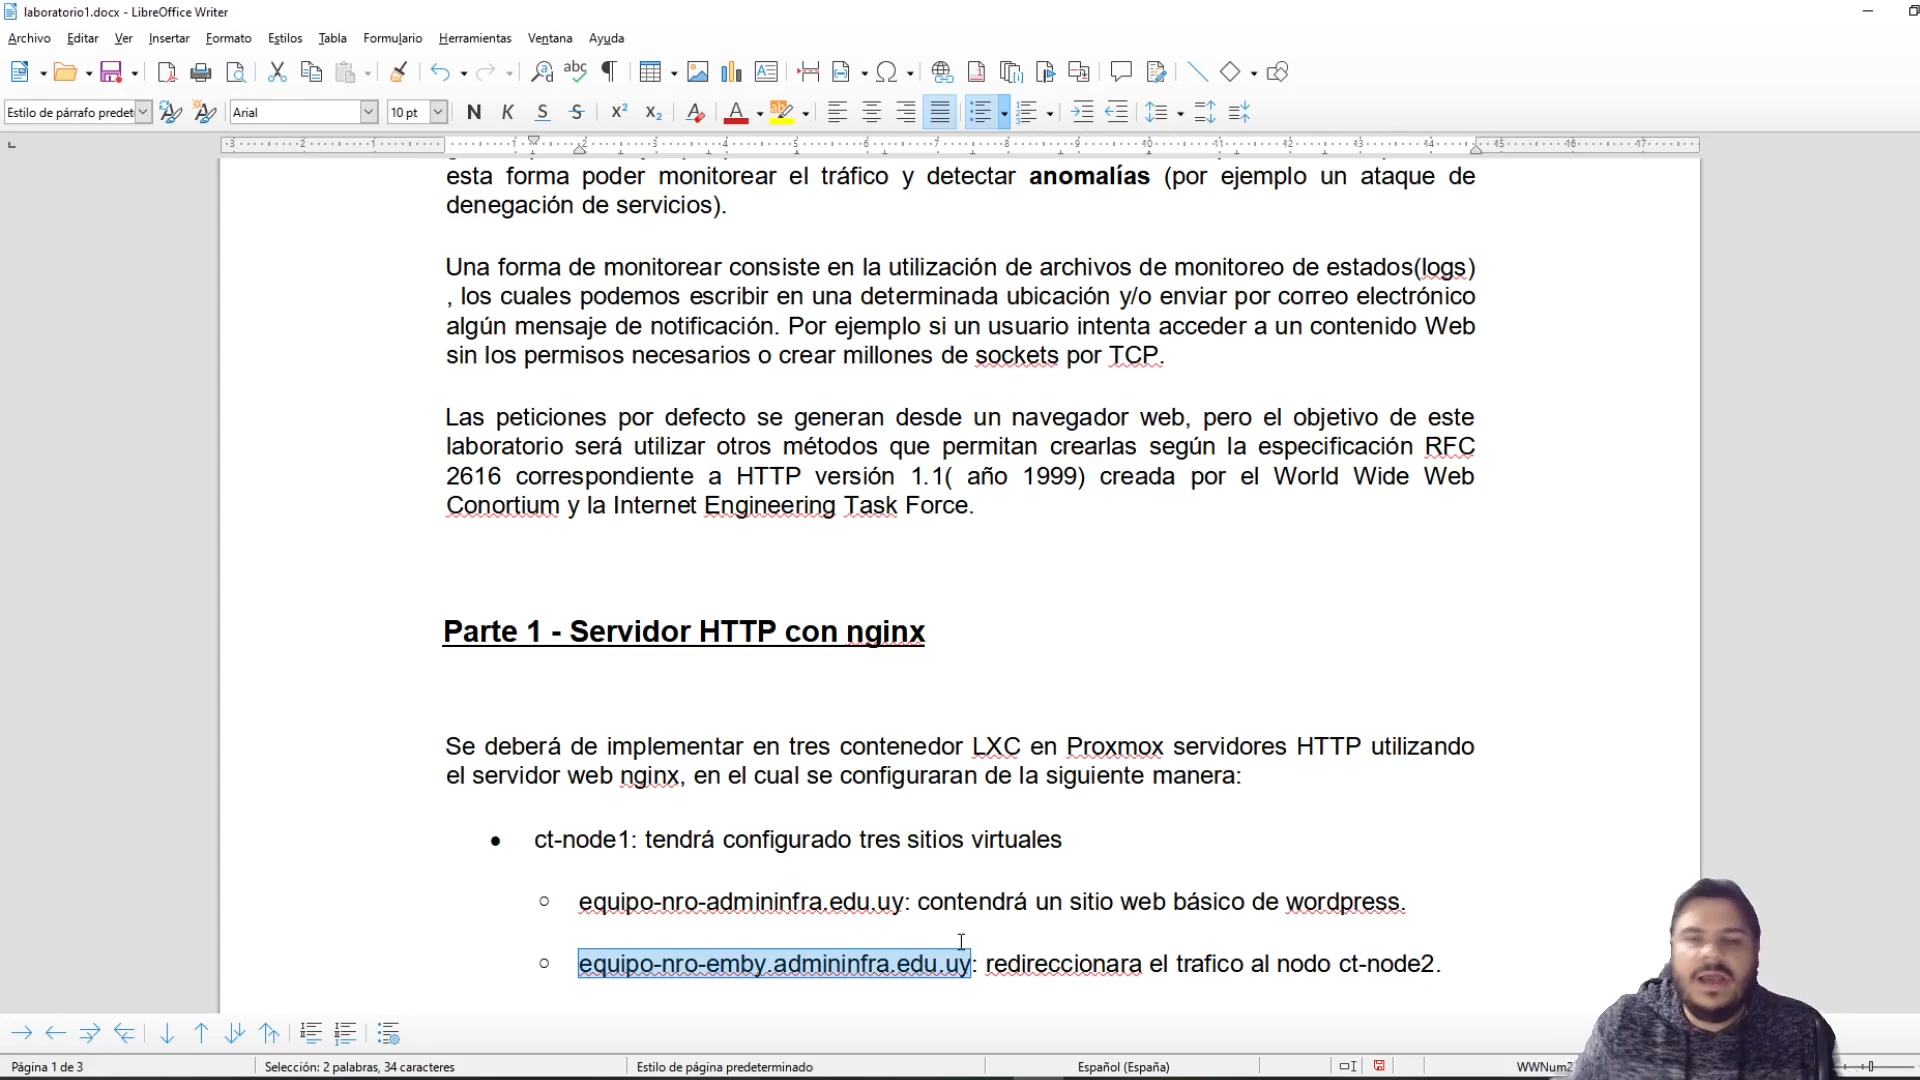 laboratorio1.docx - LibreOffice Writer
Archivo Editar Ver Insertar Formato Estilos Tabla Formulario Herramientas Ventana Ayuda
Estilo de párrafo predet Arial 10 pt N K S S X² X₂ A
esta forma poder monitorear el tráfico y detectar anomalías (por ejemplo un ataque de
denegación de servicios).
Una forma de monitorear consiste en la utilización de archivos de monitoreo de estados(logs)
, los cuales podemos escribir en una determinada ubicación y/o enviar por correo electrónico
algún mensaje de notificación. Por ejemplo si un usuario intenta acceder a un contenido Web
sin los permisos necesarios o crear millones de sockets por TCP.
Las peticiones por defecto se generan desde un navegador web, pero el objetivo de este
laboratorio será utilizar otros métodos que permitan crearlas según la especificación RFC
2616 correspondiente a HTTP versión 1.1( año 1999) creada por el World Wide Web
Conortium y la Internet Engineering Task Force.
Parte 1 - Servidor HTTP con nginx
Se deberá de implementar en tres contenedor LXC en Proxmox servidores HTTP utilizando
el servidor web nginx, en el cual se configuraran de la siguiente manera:
• ct-node1: tendrá configurado tres sitios virtuales
○ equipo-nro-admininfra.edu.uy: contendrá un sitio web básico de wordpress.
○ equipo-nro-emby.admininfra.edu.uy: redireccionara el trafico al nodo ct-node2.
Página 1 de 3 Selección: 2 palabras, 34 caracteres Estilo de página predeterminado Español (España)